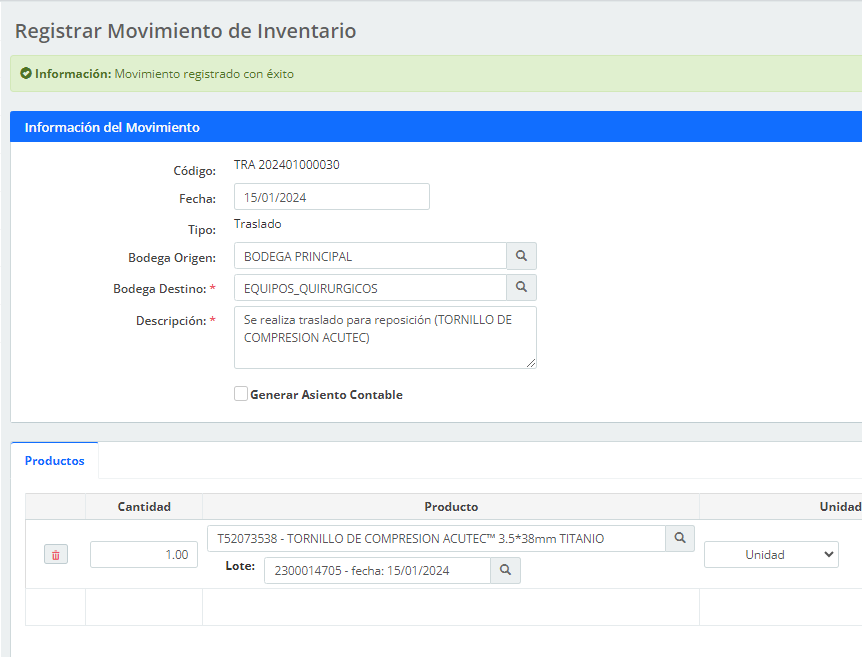 Registrar Movimiento de Inventario
Información: Movimiento registrado con éxito
Información del Movimiento
Código: TRA 202401000030
Fecha: 15/01/2024
Tipo: Traslado
Bodega Origen: BODEGA PRINCIPAL
Bodega Destino: * EQUIPOS_QUIRURGICOS
Descripción: * Se realiza traslado para reposición (TORNILLO DE
COMPRESION ACUTEC)
Generar Asiento Contable
Productos
Cantidad Producto Unidad
1.00 T52073538 - TORNILLO DE COMPRESION ACUTEC™ 3.5*38mm TITANIO Unidad
Lote: 2300014705 - fecha: 15/01/2024